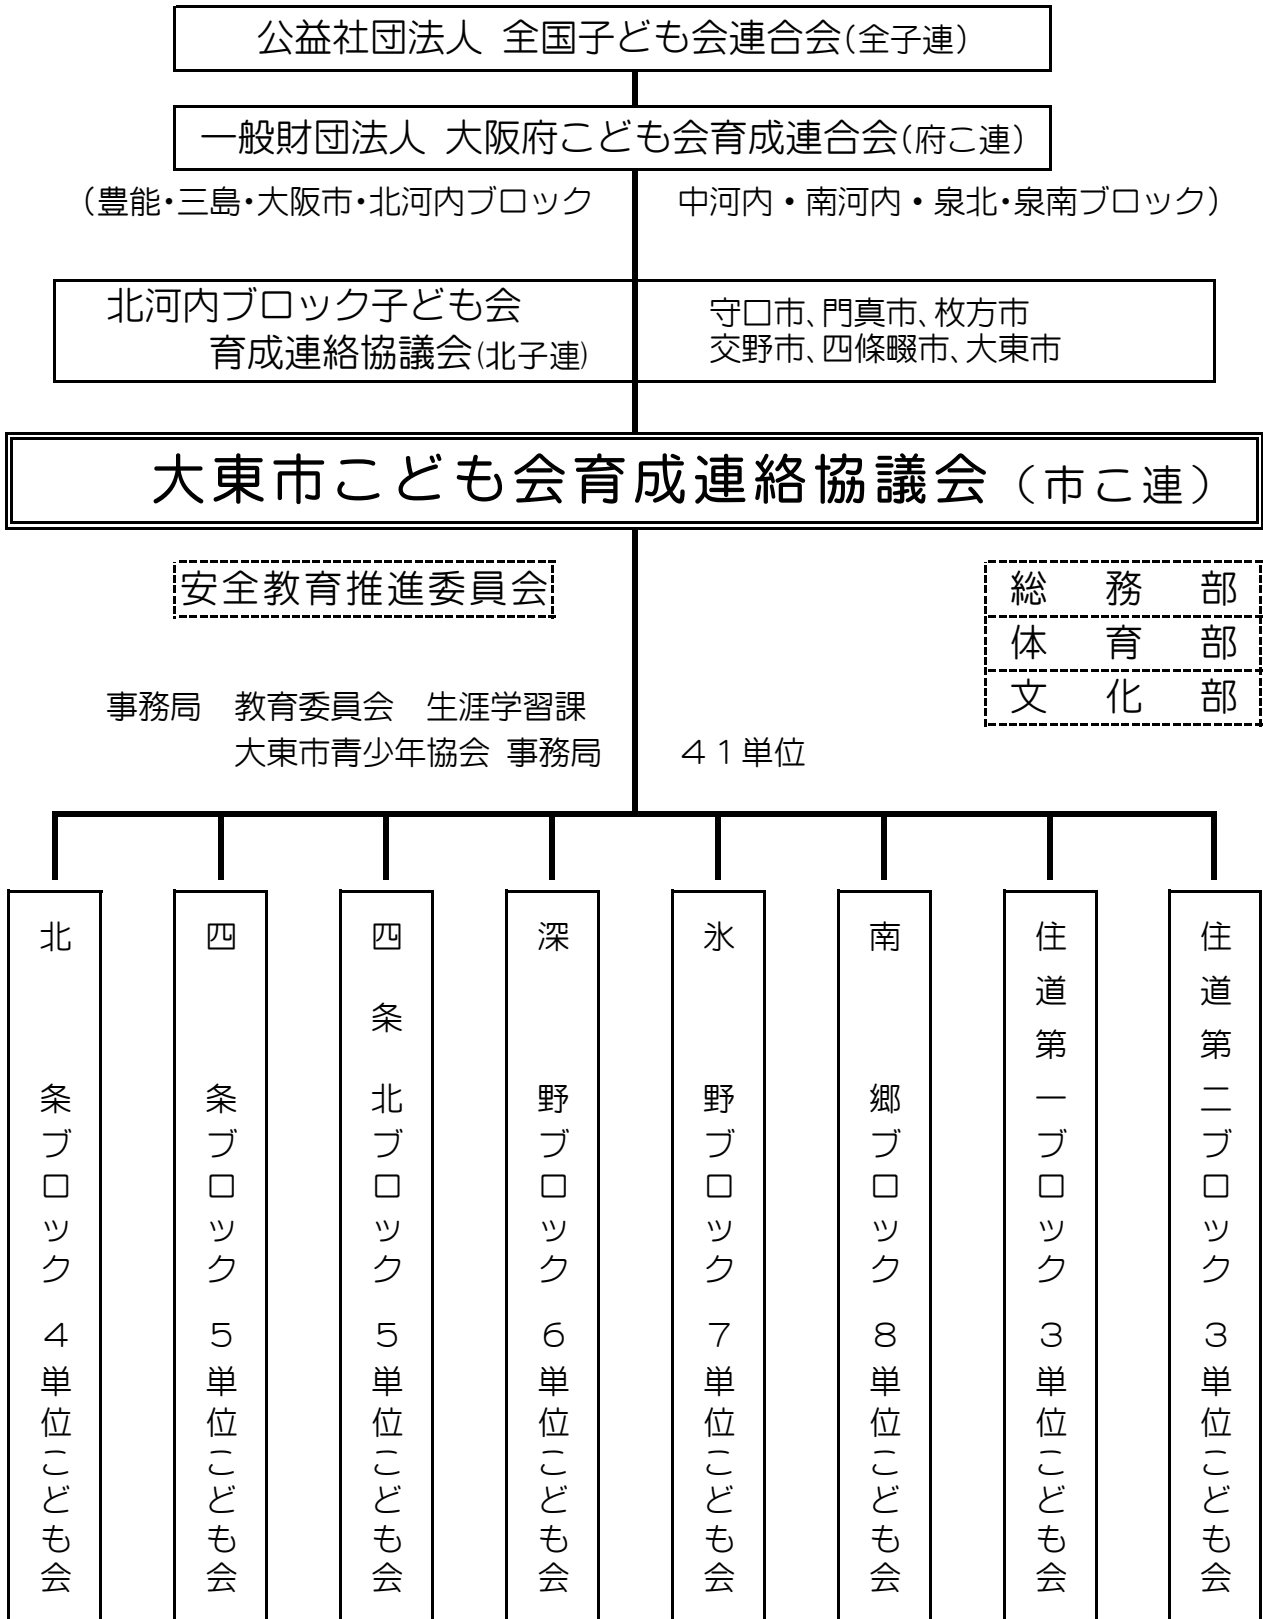 公益社団法人 全国子ども会連合会(全子連)
一般財団法人 大阪府こども会育成連合会(府こ連)
(豊能・三島・大阪市・北河内ブロック 中河内・南河内・泉北・泉南ブロック)
北河内ブロック子ども会
育成連絡協議会(北子連)
守口市、門真市、枚方市
交野市、四條畷市、大東市
大東市こども会育成連絡協議会(市こ連)
安全教育推進委員会
総務部
体育部
文化部
事務局 教育委員会 生涯学習課
大東市青少年協会 事務局
41単位
北条ブロック 4単位こども会
四条ブロック 5単位こども会
四条北ブロック 5単位こども会
深野ブロック 6単位こども会
氷野ブロック 7単位こども会
南郷ブロック 8単位こども会
住道第一ブロック 3単位こども会
住道第二ブロック 3単位こども会